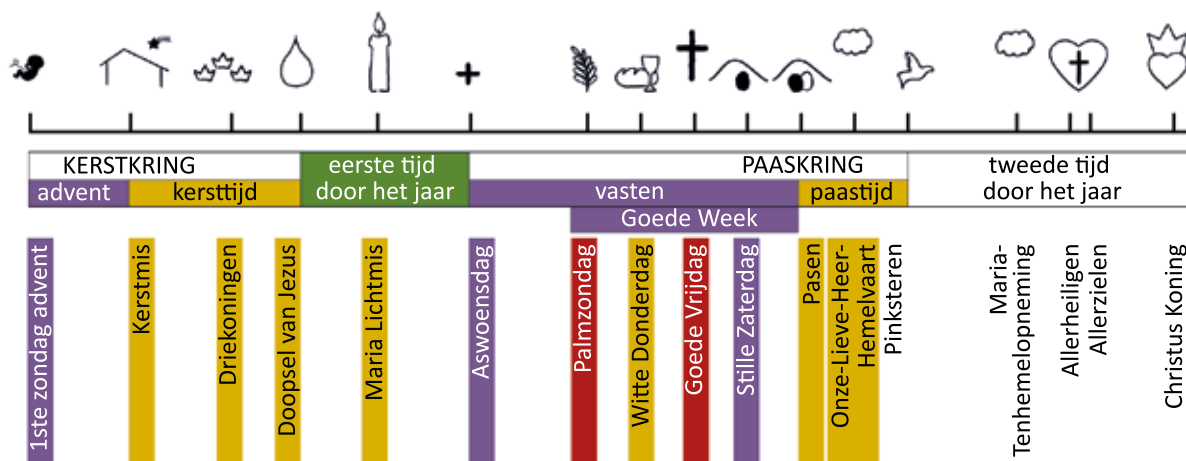 KERSTKRING
eerste tijd
door het jaar
PAASKRING
tweede tijd
door het jaar
advent
kersttijd
vasten
paastijd
Goede Week
1ste zondag advent
Kerstmis
Driekoningen
Doopsel van Jezus
Maria Lichtmis
Aswoensdag
Palmzondag
Witte Donderdag
Goede Vrijdag
Stille Zaterdag
Pasen
Onze-Lieve-Heer-
Hemelvaart
Pinksteren
Maria-
Tenhemelopneming
Allerheiligen
Allerzielen
Christus Koning